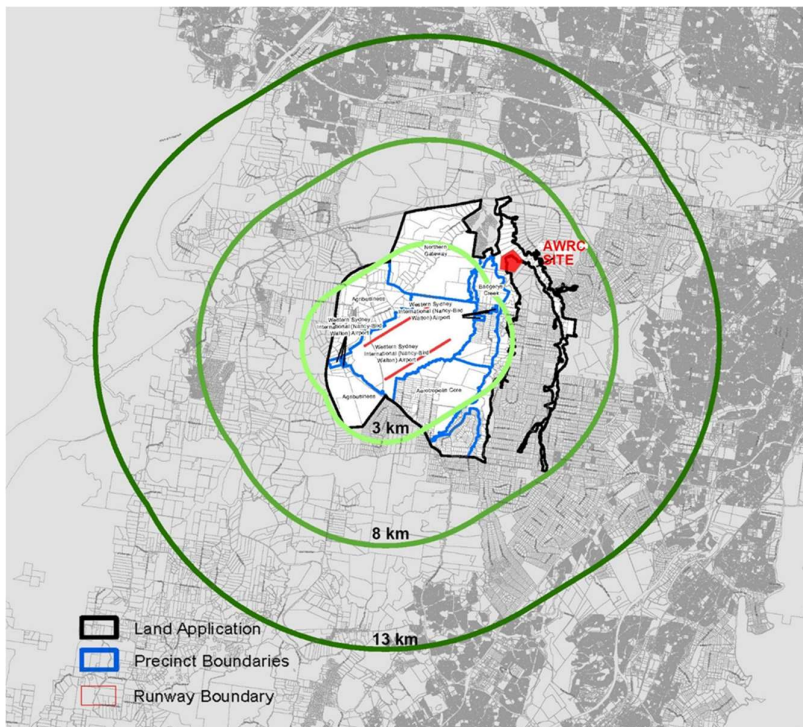 AWRC
SITE
Northern
Gateway
Badgerys
Creek
Agribusiness
Western Sydney
International (Nancy-Bird
Walton) Airport
Western Sydney
International (Nancy-Bird
Walton) Airport
Western Sydney
International (Nancy-Bird
Walton) Airport
Agribusiness
Aerotropolis Core
3 km
8 km
13 km
Land Application
Precinct Boundaries
Runway Boundary